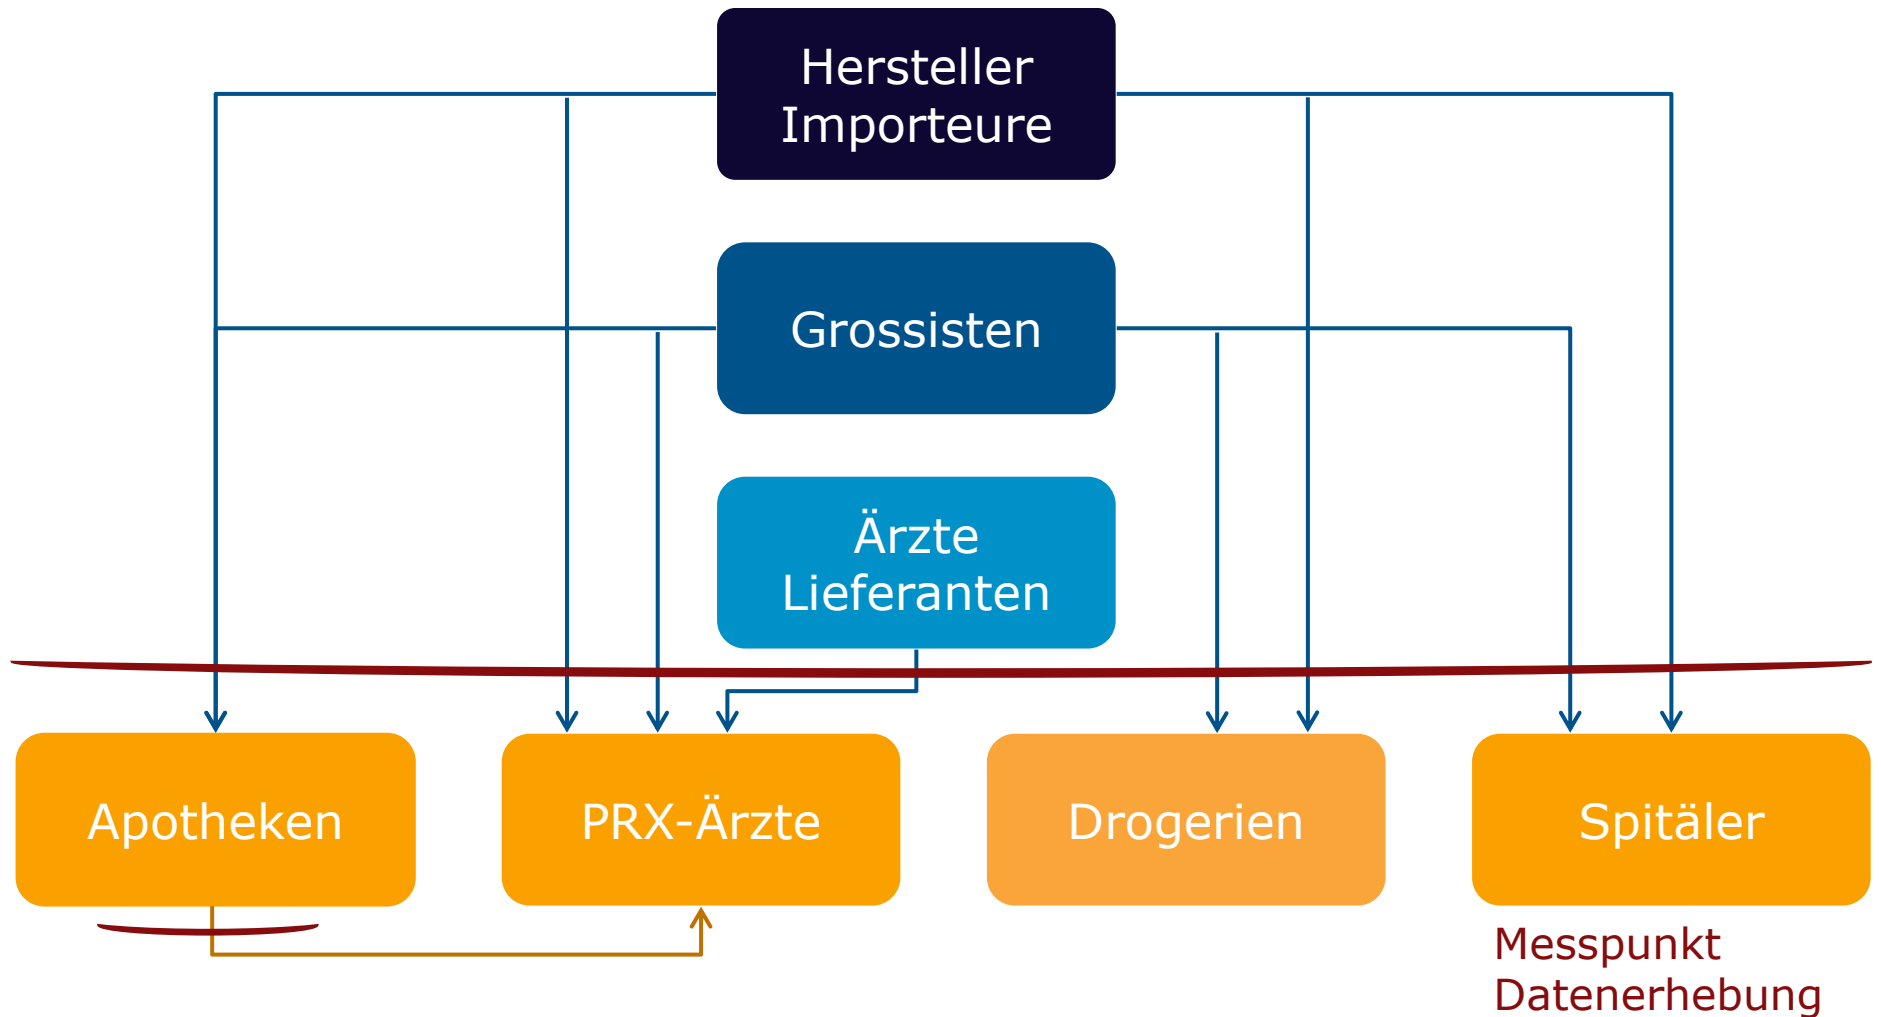 Hersteller
Importeure
Grossisten
Ärzte
Lieferanten
Apotheken
PRX-Ärzte
Drogerien
Spitäler
Messpunkt
Datenerhebung